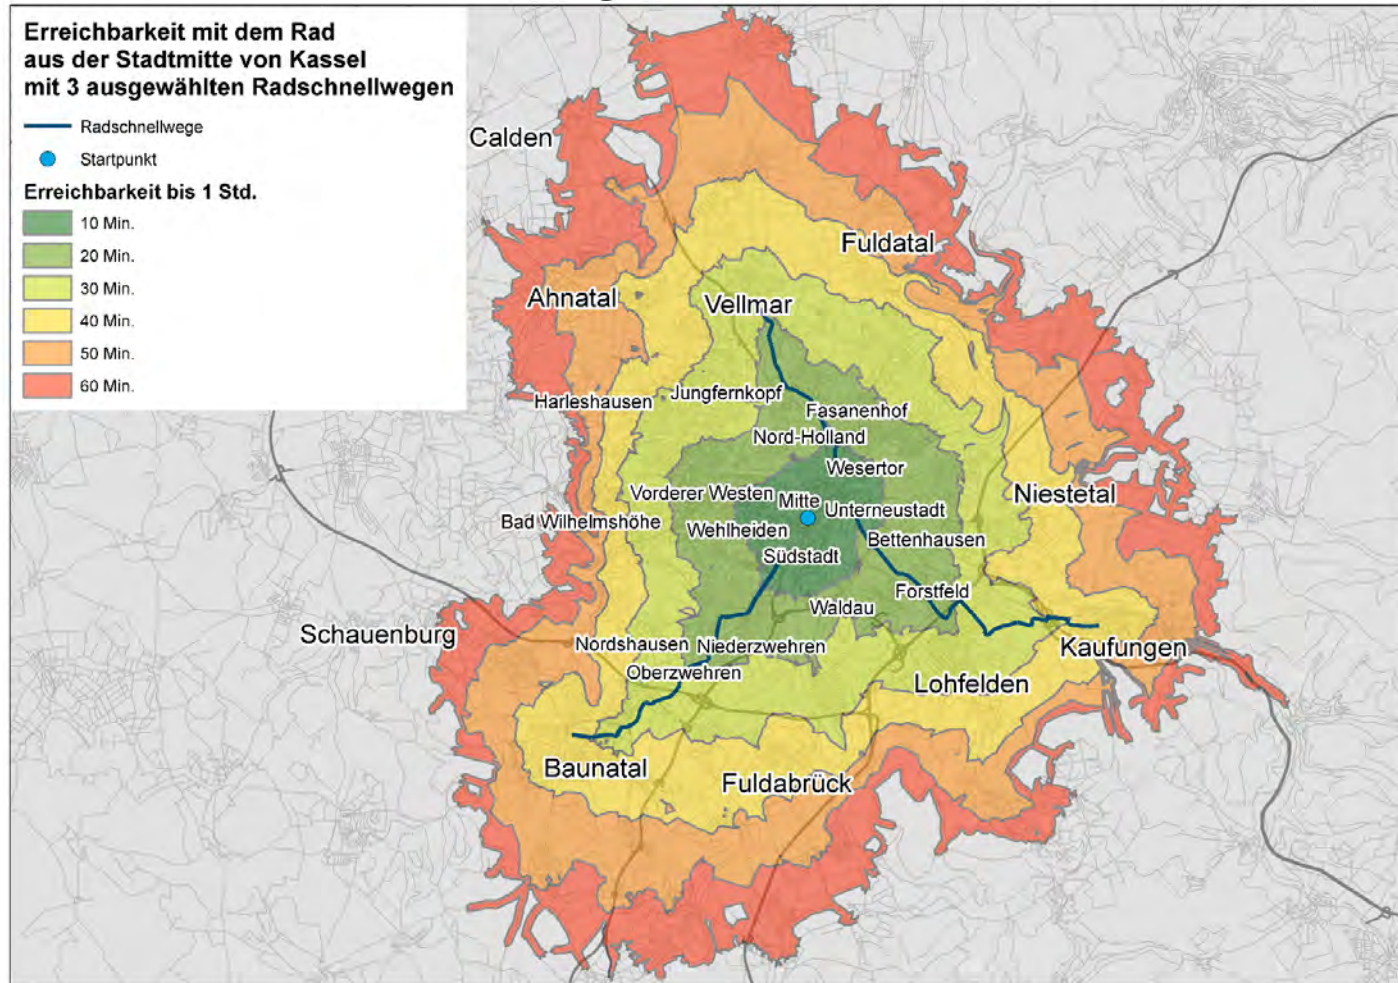 Erreichbarkeit mit dem Rad
aus der Stadtmitte von Kassel
mit 3 ausgewählten Radschnellwegen
Radschnellwege
Startpunkt
Erreichbarkeit bis 1 Std.
10 Min.
20 Min.
30 Min.
40 Min.
50 Min.
60 Min.
Calden
Fuldatal
Ahnatal
Vellmar
Jungfernkopf
Harleshausen
Fasanenhof
Nord-Holland
Wesertor
Vorderer Westen
Mitte
Niestetal
Unterneustadt
Bad Wilhelmshöhe
Wehlheiden
Bettenhausen
Südstadt
Forstfeld
Waldau
Schauenburg
Nordshausen
Niederzwehren
Kaufungen
Oberzwehren
Lohfelden
Baunatal
Fuldabrück